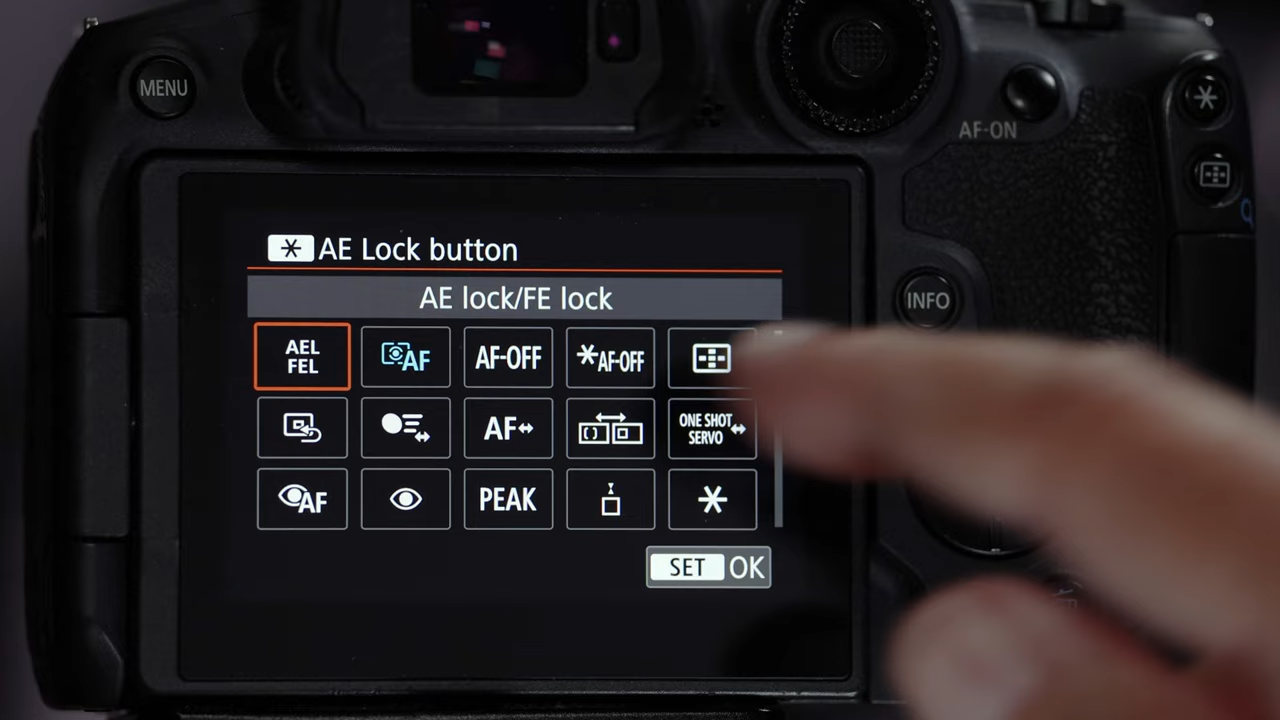 MENU
AF-ON
AE Lock button
AE lock/FE lock
INFO
AEL
FEL
AF
AF-OFF
AF-OFF
AF
ONE SHOT
SERVO
AF
PEAK
SET OK